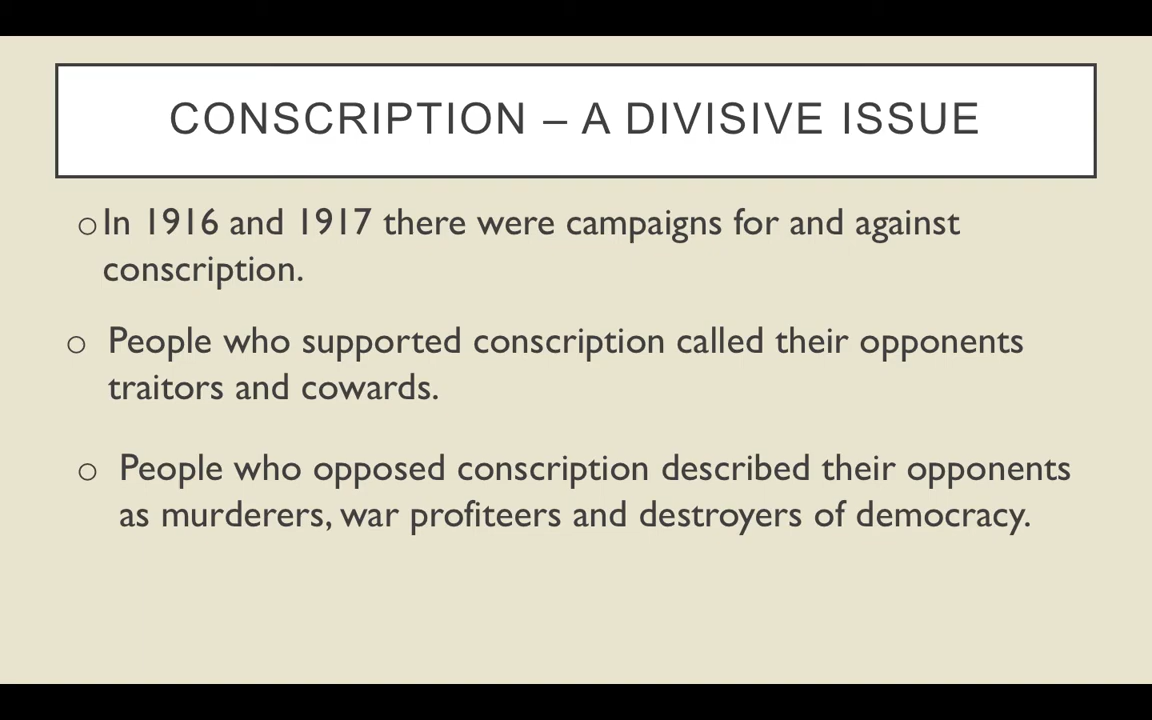 CONSCRIPTION – A DIVISIVE ISSUE
o In 1916 and 1917 there were campaigns for and against
conscription.
o People who supported conscription called their opponents
traitors and cowards.
o People who opposed conscription described their opponents
as murderers, war profiteers and destroyers of democracy.